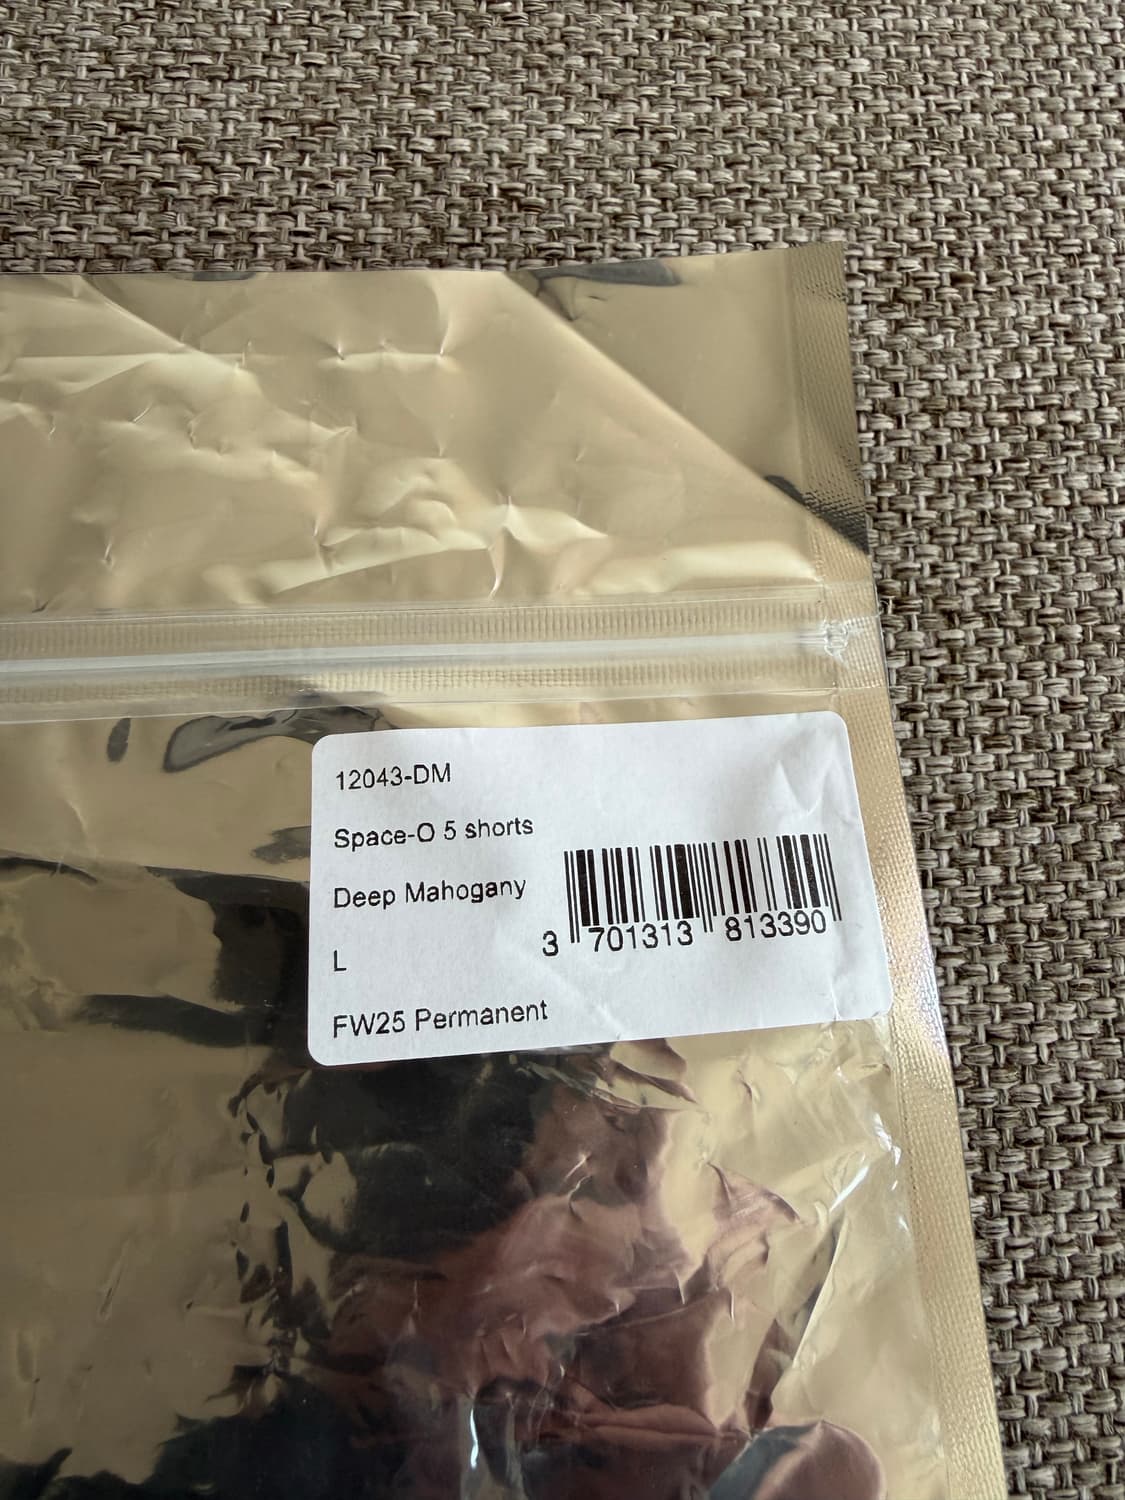 12043-DM
Space-O 5 shorts
Deep Mahogany
L
FW25 Permanent
3 701313 813390